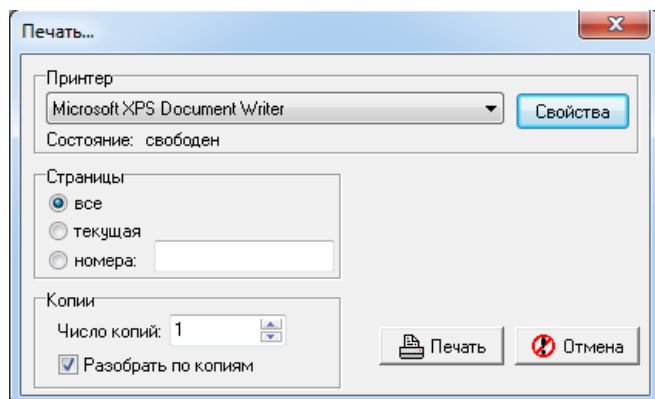 Печать...
Принтер
Microsoft XPS Document Writer
Свойства
Состояние: свободен
Страницы
все
текущая
номера:
Копии
Число копий: 1
Разобрать по копиям
Печать
Отмена